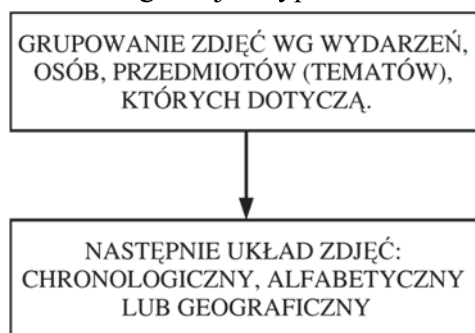 GRUPOWANIE ZDJĘĆ WG WYDARZEŃ,
OSÓB, PRZEDMIOTÓW (TEMATÓW),
KTÓRYCH DOTYCZĄ.
NASTĘPNIE UKŁAD ZDJĘĆ:
CHRONOLOGICZNY, ALFABETYCZNY
LUB GEOGRAFICZNY